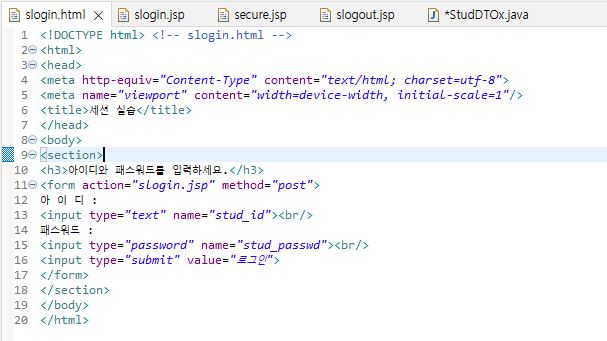 slogin.html slogin.jsp secure.jsp slogout.jsp *StudDTOx.java
1 <!DOCTYPE html> <!-- slogin.html -->
2 <html>
3 <head>
4 <meta http-equiv="Content-Type" content="text/html; charset=utf-8">
5 <meta name="viewport" content="width=device-width, initial-scale=1"/>
6 <title>세션 실습</title>
7 </head>
8 <body>
9 <section>
10 <h3>아이디와 패스워드를 입력하세요.</h3>
11 <form action="slogin.jsp" method="post">
12 아 이 디 :
13 <input type="text" name="stud_id"><br/>
14 패스워드 :
15 <input type="password" name="stud_passwd"><br/>
16 <input type="submit" value="로그인">
17 </form>
18 </section>
19 </body>
20 </html>